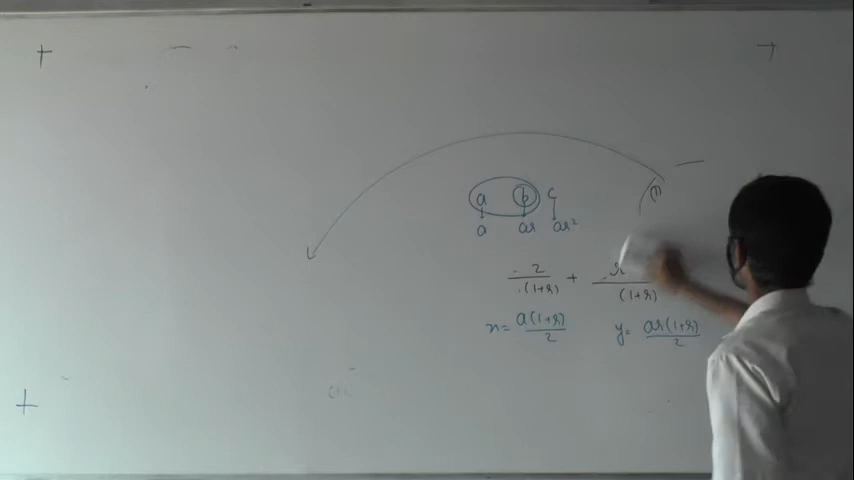 a b c
a ar ar²
2/(1+r) + /(1+r)
x = a(1+r)/2 y = ar(1+r)/2